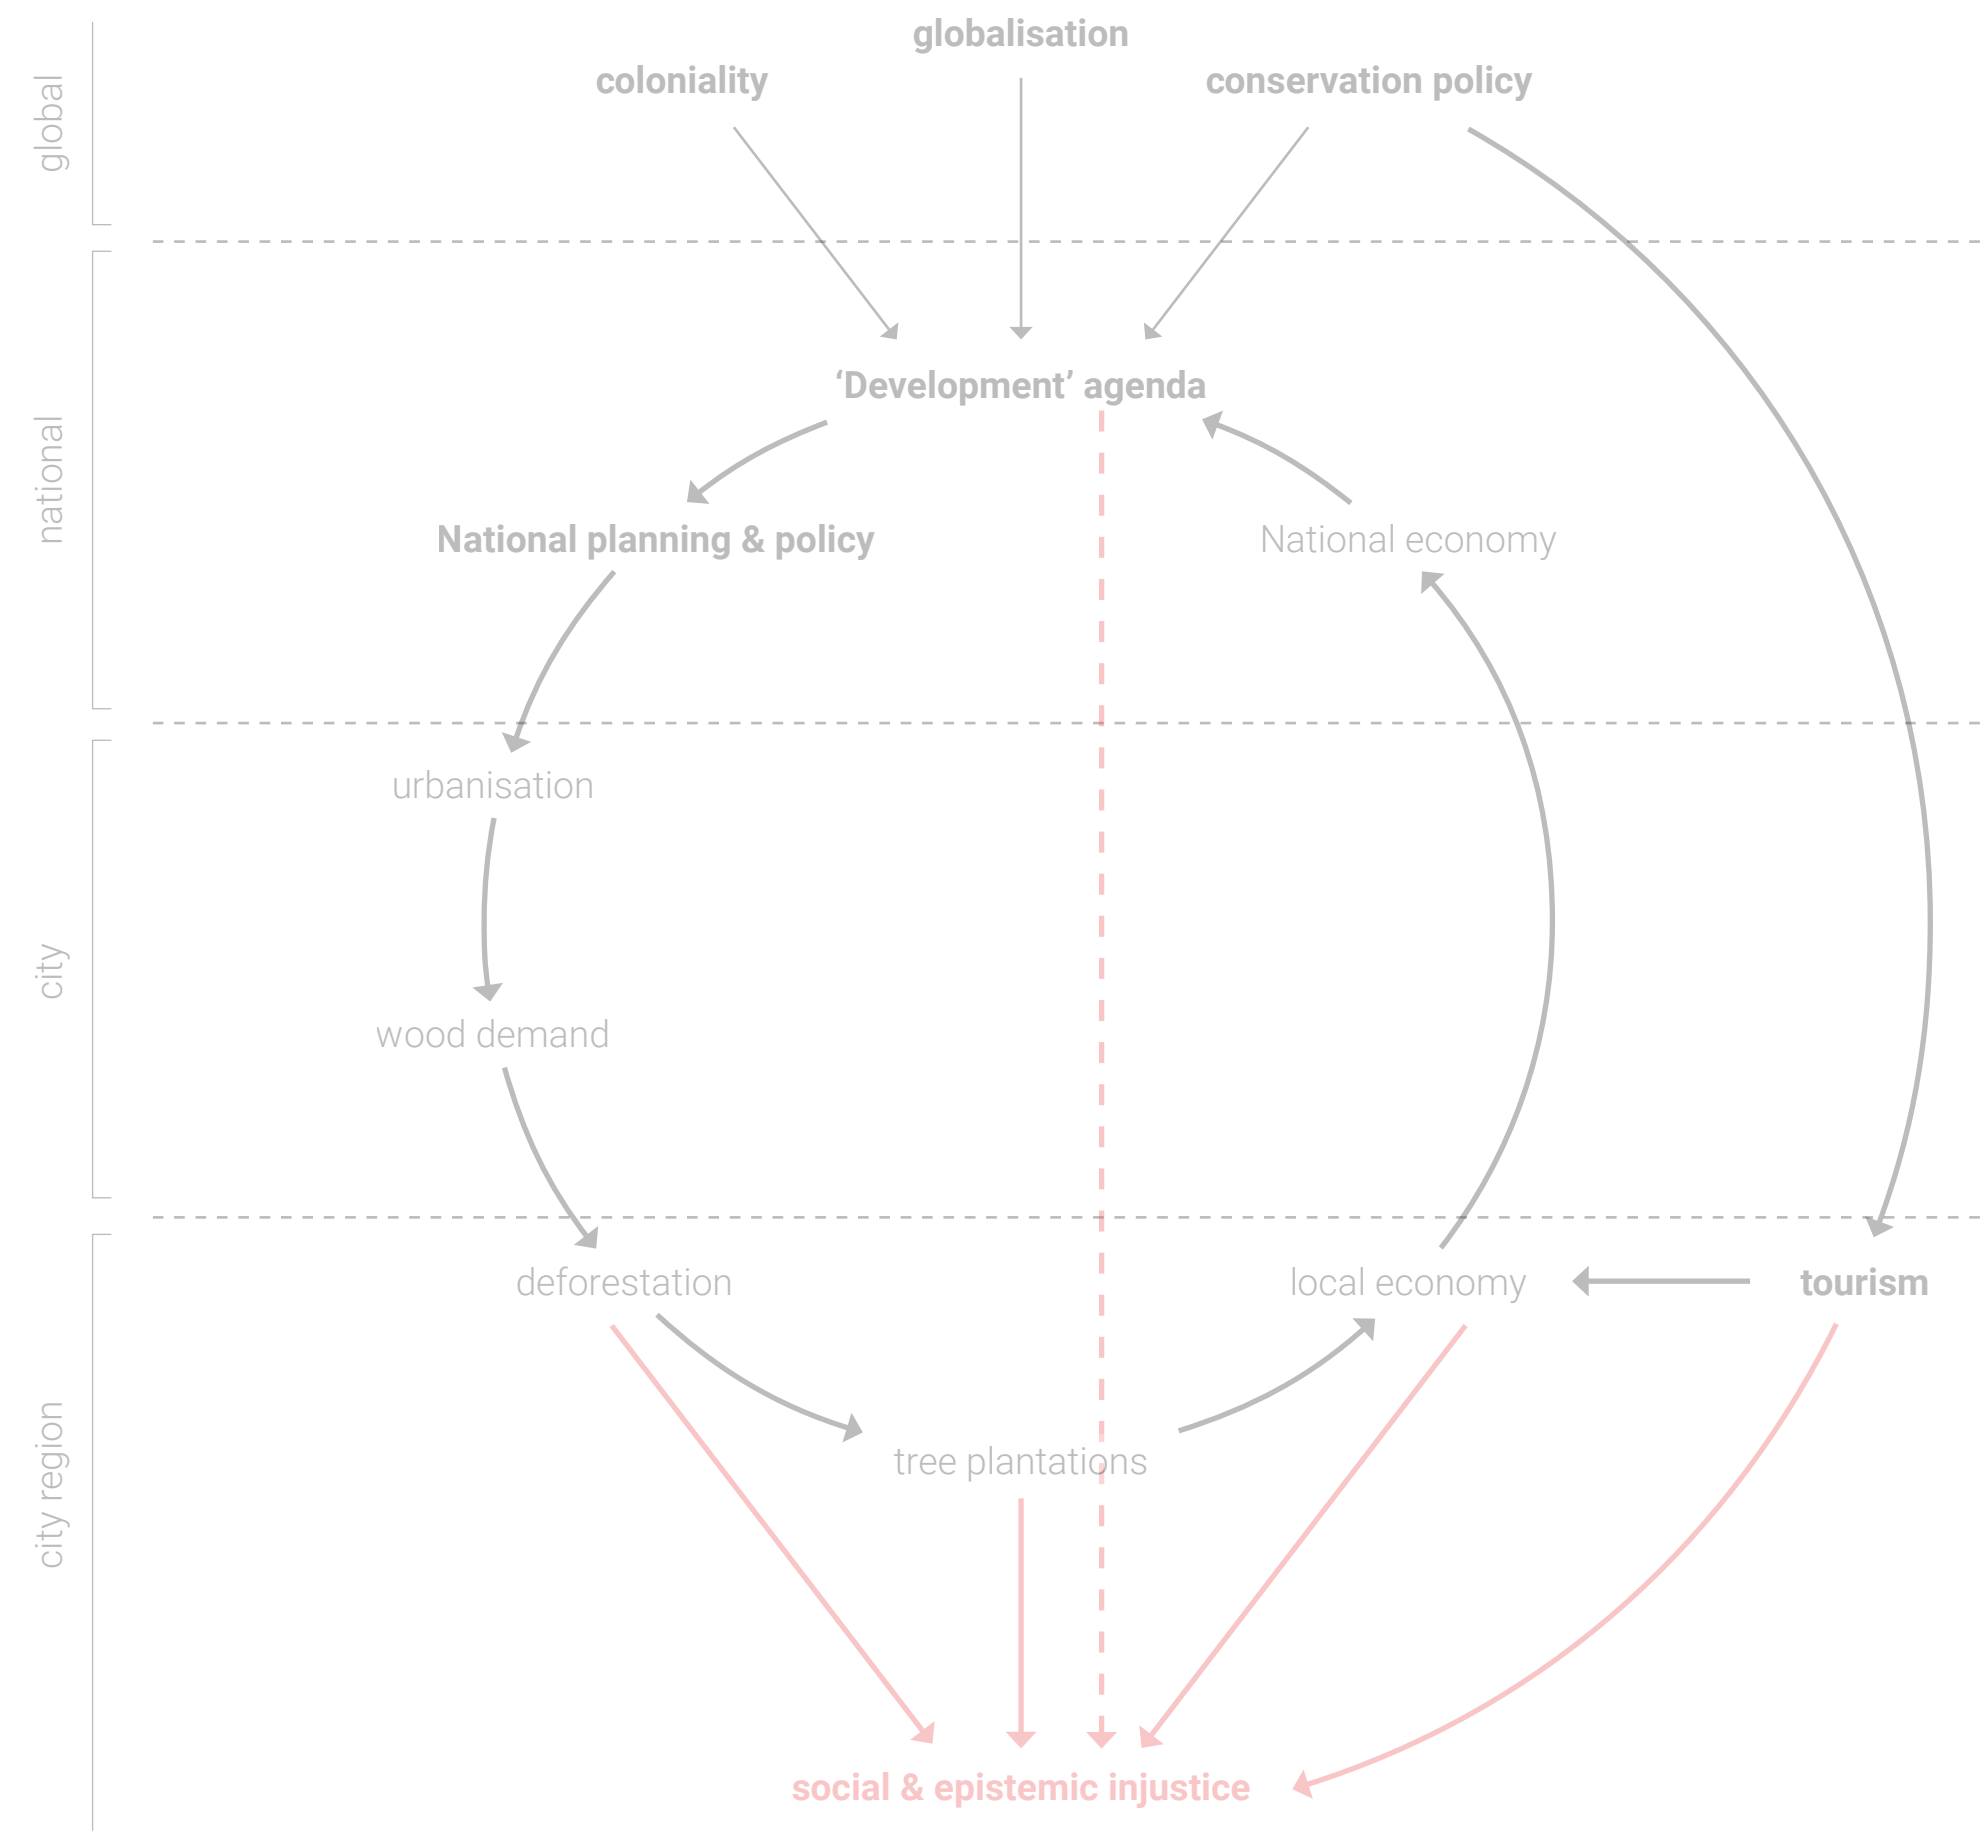 globalisation
coloniality
conservation policy
global
‘Development’ agenda
national
National planning & policy
National economy
urbanisation
city
wood demand
deforestation
local economy
tourism
city region
tree plantations
social & epistemic injustice